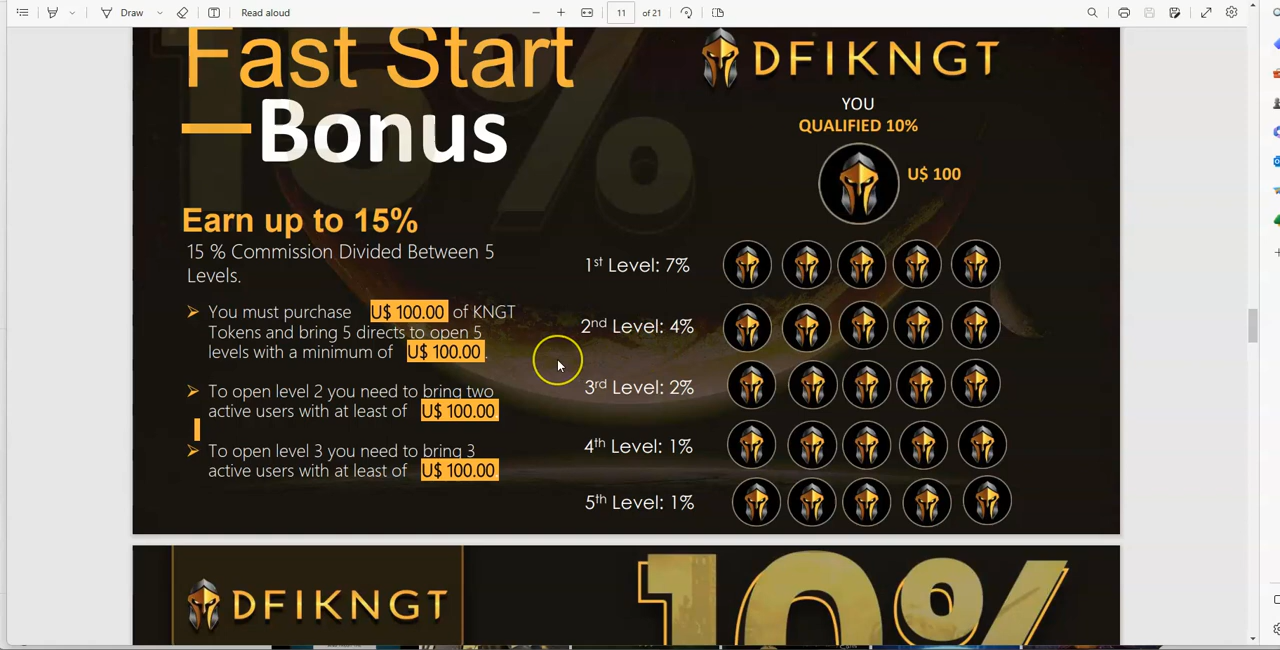 Draw
Read aloud
11 of 21
Fast Start
Bonus
Earn up to 15%
15 % Commission Divided Between 5
Levels.
You must purchase U$ 100.00 of KNGT
Tokens and bring 5 directs to open 5
levels with a minimum of U$ 100.00.
To open level 2 you need to bring two
active users with at least of U$ 100.00
To open level 3 you need to bring 3
active users with at least of U$ 100.00
DFIKNGT
YOU
QUALIFIED 10%
U$ 100
1st Level: 7%
2nd Level: 4%
3rd Level: 2%
4th Level: 1%
5th Level: 1%
DFIKNGT
10%